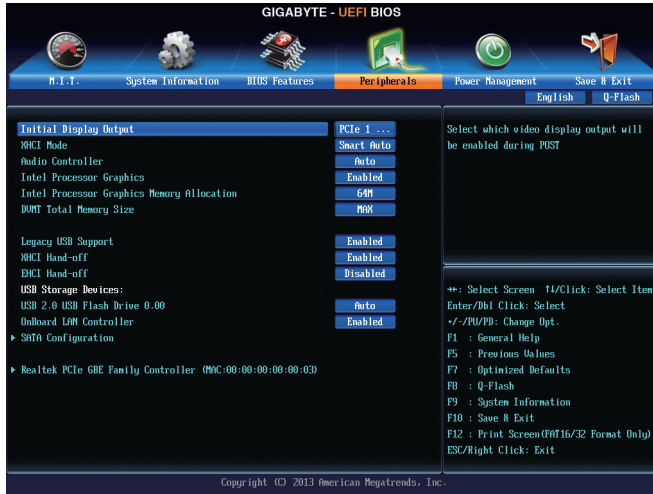 GIGABYTE - UEFI BIOS
M.I.T. System Information BIOS Features Peripherals Power Management Save & Exit
English Q-Flash
Initial Display Output PCIe 1 ...
XHCI Mode Smart Auto
Audio Controller Auto
Intel Processor Graphics Enabled
Intel Processor Graphics Memory Allocation 64M
DVMT Total Memory Size MAX
Legacy USB Support Enabled
XHCI Hand-off Enabled
EHCI Hand-off Disabled
USB Storage Devices:
USB 2.0 USB Flash Drive 0.00 Auto
OnBoard LAN Controller Enabled
SATA Configuration
Realtek PCIe GBE Family Controller (MAC:00:00:00:00:00:03)
Select which video display output will
be enabled during POST
↔: Select Screen ↑↓/Click: Select Item
Enter/Dbl Click: Select
+/-/PU/PD: Change Opt.
F1 : General Help
F5 : Previous Values
F7 : Optimized Defaults
F8 : Q-Flash
F9 : System Information
F10 : Save & Exit
F12 : Print Screen(FAT16/32 Format Only)
ESC/Right Click: Exit
Copyright (C) 2013 American Megatrends, Inc.